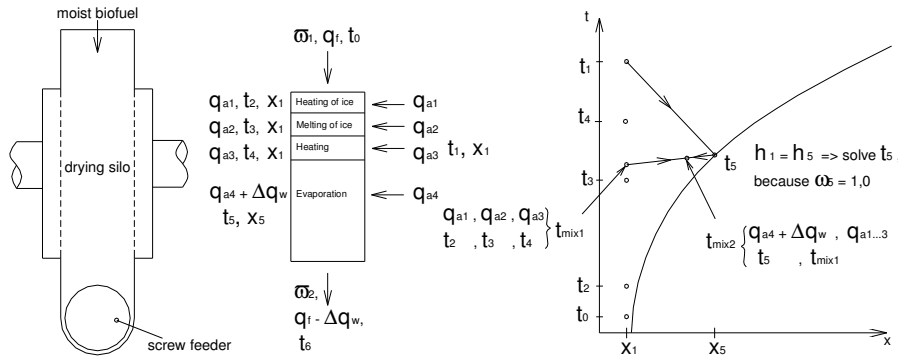 moist biofuel
drying silo
screw feeder
ϖ1, qf, t0
qa1, t2, x1
Heating of ice
qa1
qa2, t3, x1
Melting of ice
qa2
qa3, t4, x1
Heating
qa3
t1, x1
qa4 + Δqw
Evaporation
qa4
t5, x5
ϖ2,
qf - Δqw,
t6
t
t1
t4
t3
t2
t0
x1
x5
x
t5
h1 = h5 => solve t5
because ϖ5 = 1,0
qa1 , qa2 , qa3
t2 , t3 , t4
tmix1
tmix2
qa4 + Δqw , qa1...3
t5 , tmix1